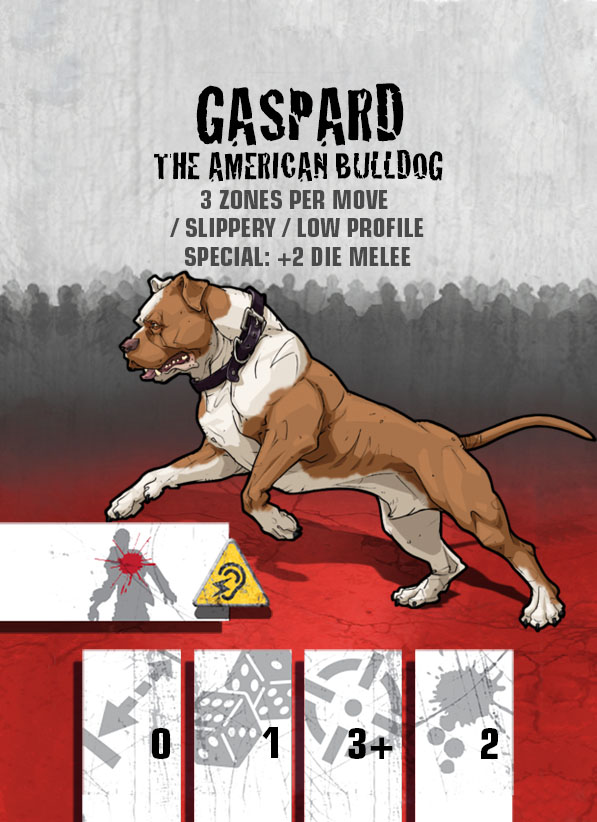 GASPARD
THE AMERICAN BULLDOG
3 ZONES PER MOVE
/ SLIPPERY / LOW PROFILE
SPECIAL: +2 DIE MELEE
0 1 3+ 2